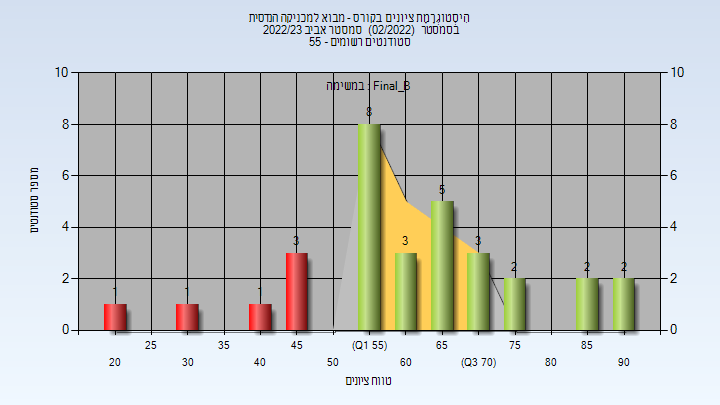 היסטוגרמת ציונים בקורס - מבוא למכניקה הנדסית
בסמסטר (02/2022) סמסטר אביב 2022/23
סטודנטים רשומים - 55
במשימה : Final_B
10 10
8 8
6 6
4 4
2 2
0 0
מספר סטודנטים
1 1 1 3 8 3 5 3 2 2 2
25 35 45 (Q1 55) 65 75 85
20 30 40 50 60 (Q3 70) 80 90
טווח ציונים